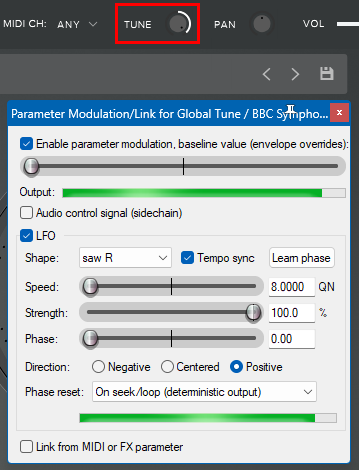 MIDI CH: ANY TUNE PAN VOL
Parameter Modulation/Link for Global Tune / BBC Sympho...
Enable parameter modulation, baseline value (envelope overrides):
Output:
Audio control signal (sidechain)
LFO
Shape: saw R Tempo sync Learn phase
Speed: 8.0000 QN
Strength: 100.0 %
Phase: 0.00
Direction: Negative Centered Positive
Phase reset: On seek/loop (deterministic output)
Link from MIDI or FX parameter